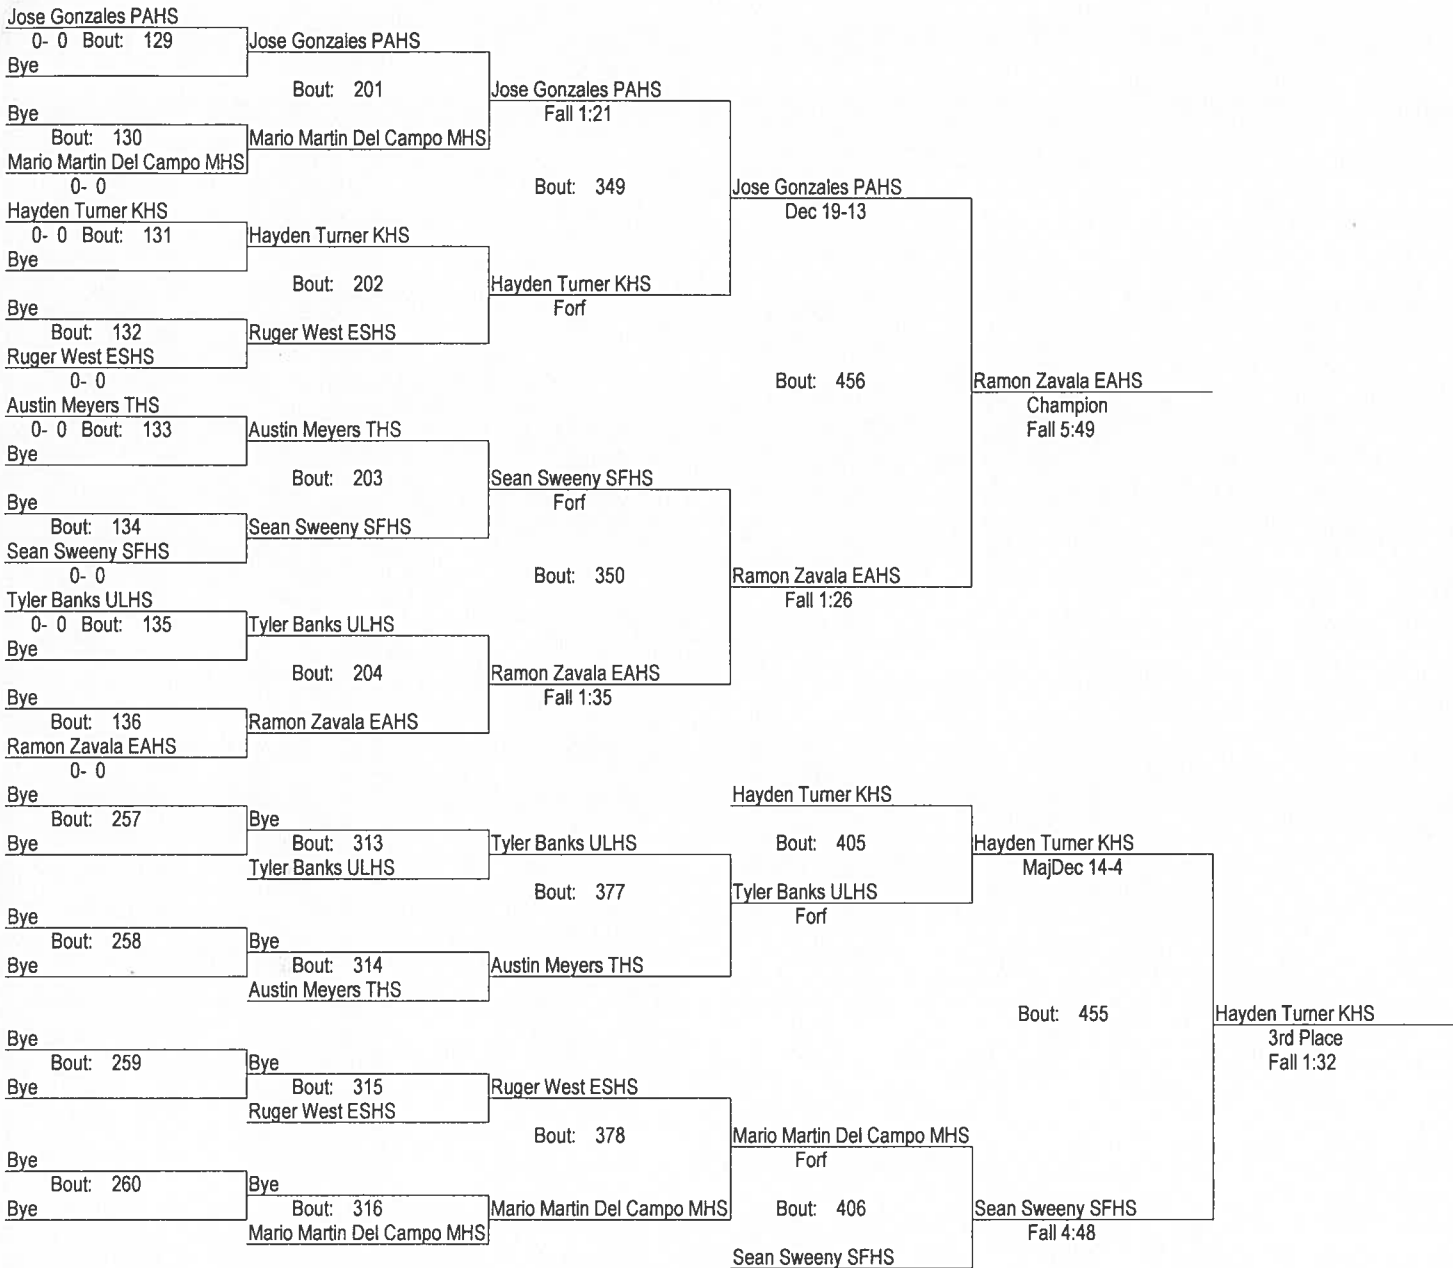 Jose Gonzales PAHS
0- 0 Bout: 129
Bye
Jose Gonzales PAHS
Bout: 201
Bye
Bout: 130
Mario Martin Del Campo MHS
0- 0
Mario Martin Del Campo MHS
Jose Gonzales PAHS
Fall 1:21
Bout: 349
Hayden Turner KHS
0- 0 Bout: 131
Bye
Hayden Turner KHS
Bout: 202
Bye
Bout: 132
Ruger West ESHS
0- 0
Ruger West ESHS
Hayden Turner KHS
Forf
Jose Gonzales PAHS
Dec 19-13
Bout: 456
Austin Meyers THS
0- 0 Bout: 133
Bye
Austin Meyers THS
Bout: 203
Bye
Bout: 134
Sean Sweeny SFHS
0- 0
Sean Sweeny SFHS
Sean Sweeny SFHS
Forf
Bout: 350
Tyler Banks ULHS
0- 0 Bout: 135
Bye
Tyler Banks ULHS
Bout: 204
Bye
Bout: 136
Ramon Zavala EAHS
0- 0
Ramon Zavala EAHS
Ramon Zavala EAHS
Fall 1:35
Ramon Zavala EAHS
Fall 1:26
Ramon Zavala EAHS
Champion
Fall 5:49
Bye
Bout: 257
Bye
Bye
Bout: 313
Tyler Banks ULHS
Tyler Banks ULHS
Bout: 377
Bye
Bout: 258
Bye
Bye
Bout: 314
Austin Meyers THS
Austin Meyers THS
Hayden Turner KHS
Bout: 405
Tyler Banks ULHS
Forf
Hayden Turner KHS
MajDec 14-4
Bout: 455
Bye
Bout: 259
Bye
Bye
Bout: 315
Ruger West ESHS
Ruger West ESHS
Bout: 378
Bye
Bout: 260
Bye
Bye
Bout: 316
Mario Martin Del Campo MHS
Mario Martin Del Campo MHS
Mario Martin Del Campo MHS
Forf
Bout: 406
Sean Sweeny SFHS
Sean Sweeny SFHS
Fall 4:48
Hayden Turner KHS
3rd Place
Fall 1:32